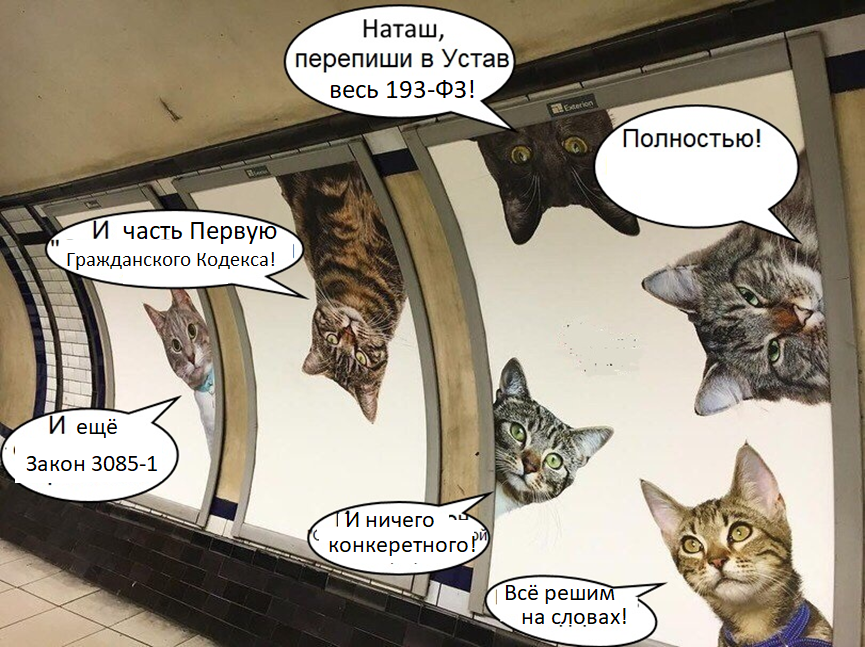 Наташ,
перепиши в Устав
весь 193-ФЗ!
Exterion
Полностью!
И часть Первую
Гражданского Кодекса!
И ещё
Закон 3085-1
И ничего
конкеретного!
Всё решим
на словах!